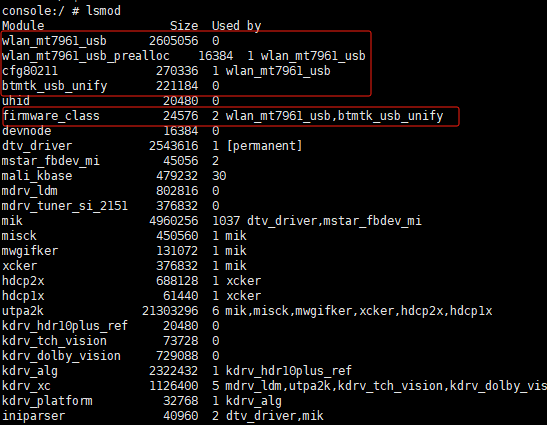 console:/ # lsmod
Module                  Size  Used by
wlan_mt7961_usb      2605056  0
wlan_mt7961_usb_prealloc    16384  1 wlan_mt7961_usb
cfg80211              270336  1 wlan_mt7961_usb
btmtk_usb_unify       221184  0
uhid                   20480  0
firmware_class         24576  2 wlan_mt7961_usb,btmtk_usb_unify
devnode                16384  0
dtv_driver           2543616  1 [permanent]
mstar_fbdev_mi         45056  2
mali_kbase            479232  30
mdrv_ldm              802816  0
mdrv_tuner_si_2151    376832  0
mik                  4960256  1037 dtv_driver,mstar_fbdev_mi
misck                 450560  1 mik
mwgifker              131072  1 mik
xcker                 376832  1 mik
hdcp2x                688128  1 xcker
hdcp1x                 61440  1 xcker
utpa2k              21303296  6 mik,misck,mwgifker,xcker,hdcp2x,hdcp1x
kdrv_hdr10plus_ref     20480  0
kdrv_tch_vision        73728  0
kdrv_dolby_vision     729088  0
kdrv_alg             2322432  1 kdrv_hdr10plus_ref
kdrv_xc              1126400  5 mdrv_ldm,utpa2k,kdrv_tch_vision,kdrv_dolby_vis
kdrv_platform          32768  1 kdrv_alg
iniparser              40960  2 dtv_driver,mik